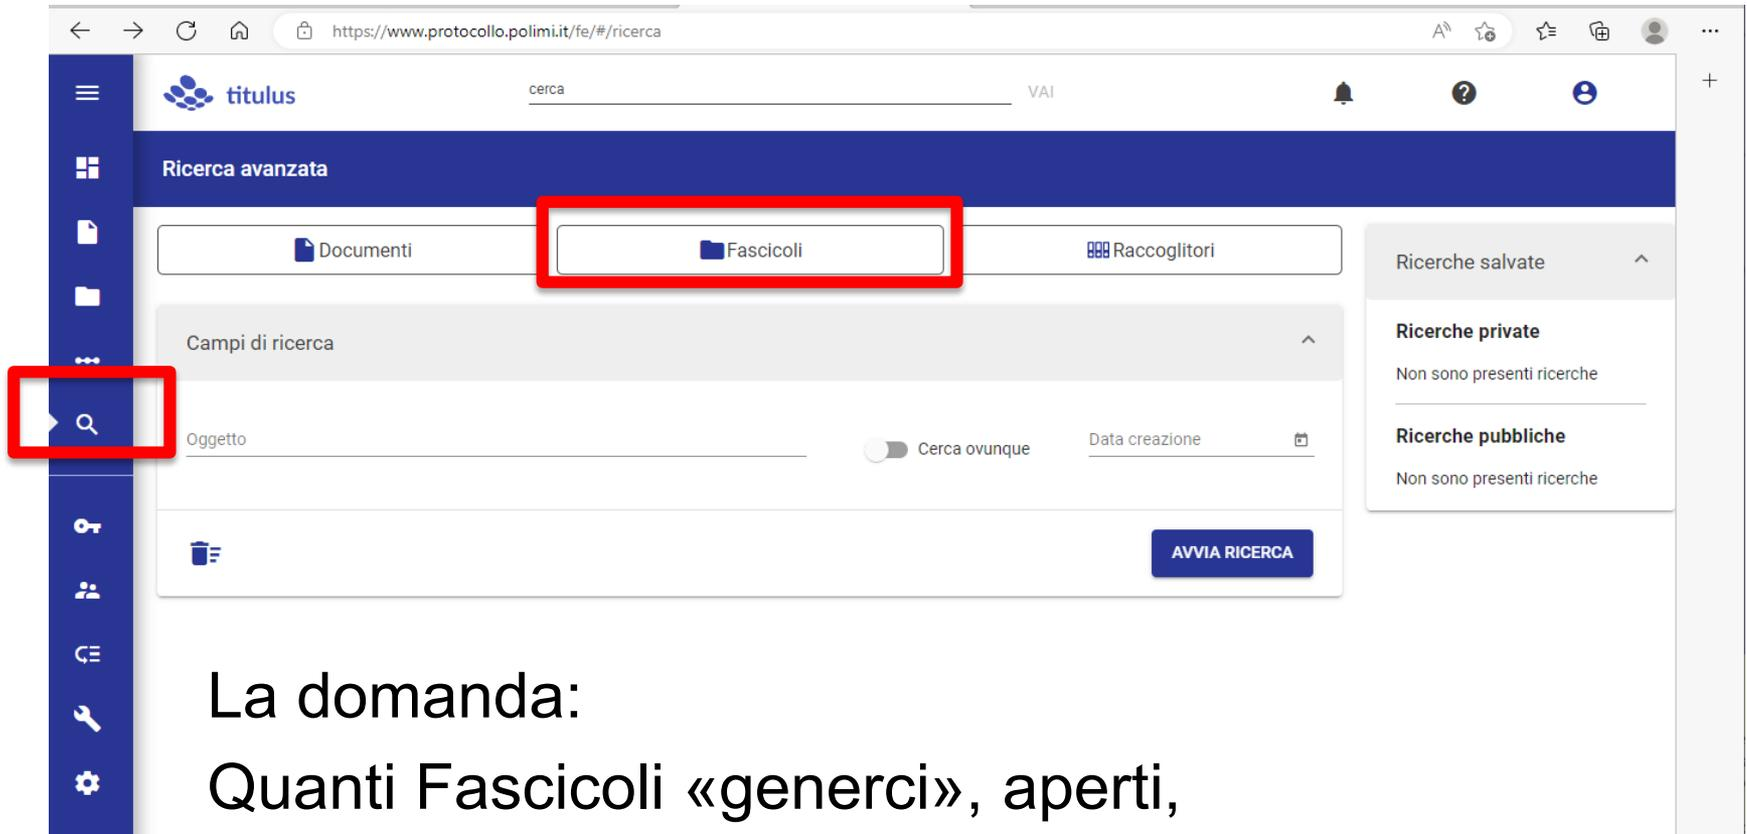 https://www.protocollo.polimi.it/fe/#/ricerca
titulus
cerca
VAI
Ricerca avanzata
Documenti
Fascicoli
Raccoglitori
Ricerche salvate
Campi di ricerca
Ricerche private
Non sono presenti ricerche
Oggetto
Cerca ovunque
Data creazione
Ricerche pubbliche
Non sono presenti ricerche
AVVIA RICERCA
La domanda:
Quanti Fascicoli «generci», aperti,